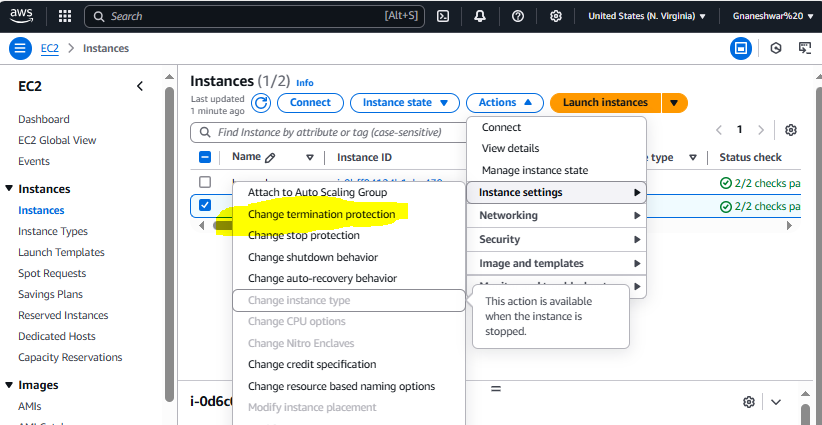 aws
Search
[Alt+S]
United States (N. Virginia)
Gnaneshwar%20
EC2
Instances
EC2
Dashboard
EC2 Global View
Events
Instances
Instances
Instance Types
Launch Templates
Spot Requests
Savings Plans
Reserved Instances
Dedicated Hosts
Capacity Reservations
Images
AMIs
Instances (1/2) Info
Last updated
1 minute ago
Connect
Instance state
Actions
Launch instances
Find Instance by attribute or tag (case-sensitive)
1
Name
Instance ID
type
Status check
2/2 checks pa
2/2 checks pa
Connect
View details
Manage instance state
Instance settings
Networking
Security
Image and templates
Attach to Auto Scaling Group
Change termination protection
Change stop protection
Change shutdown behavior
Change auto-recovery behavior
Change instance type
Change CPU options
Change Nitro Enclaves
Change credit specification
Change resource based naming options
Modify instance placement
This action is available
when the instance is
stopped.
i-0d6c